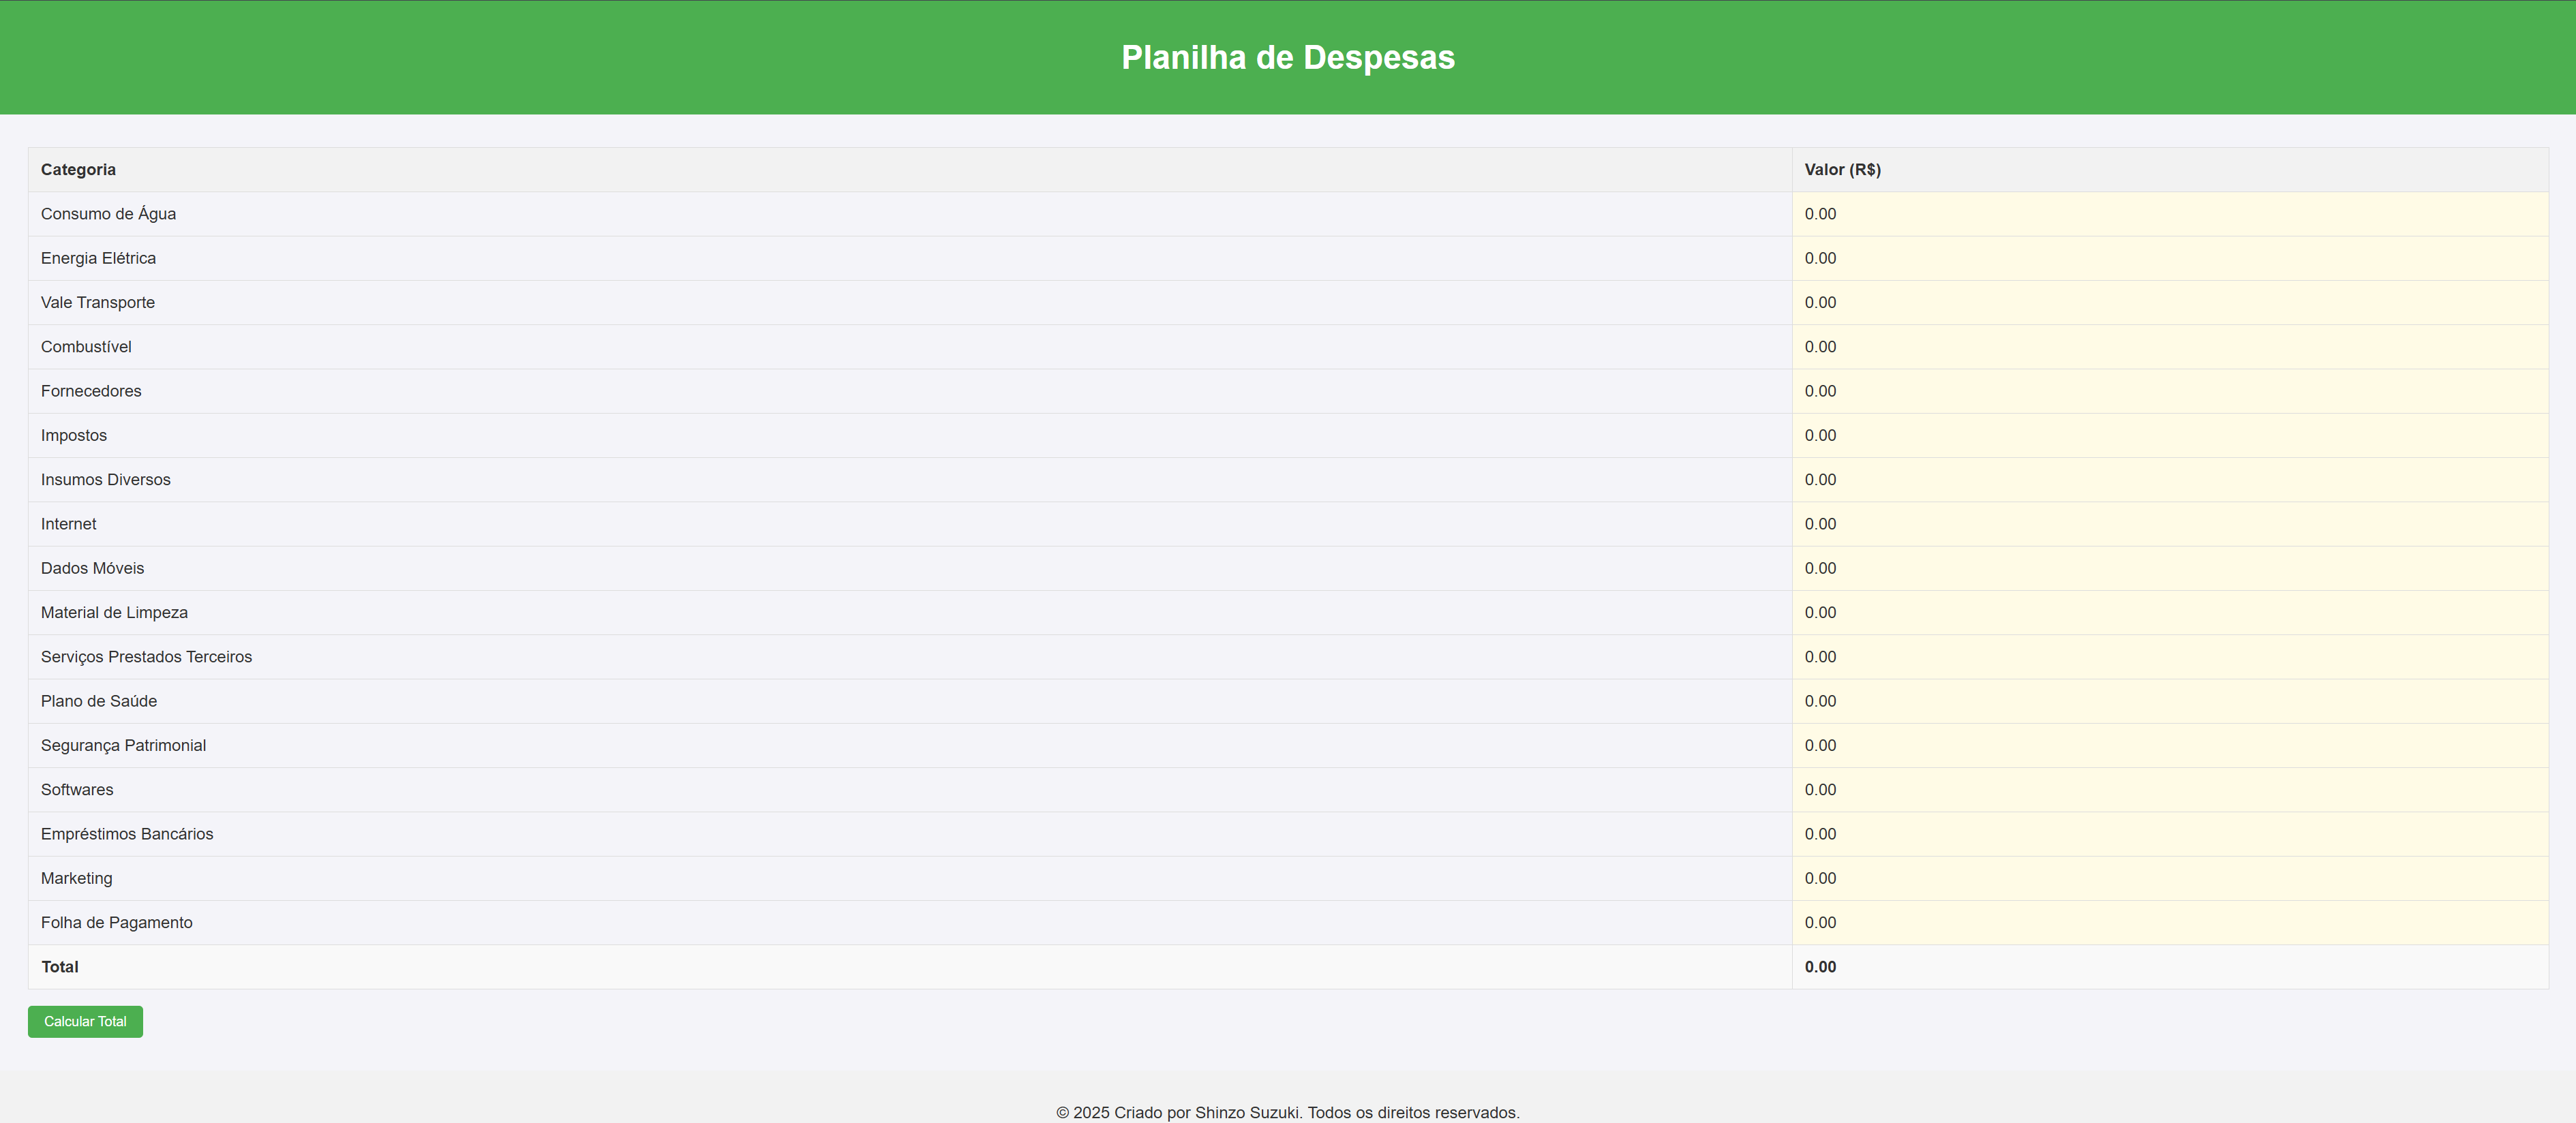 Planilha de Despesas
Categoria Valor (R$)
Consumo de Água 0.00
Energia Elétrica 0.00
Vale Transporte 0.00
Combustível 0.00
Fornecedores 0.00
Impostos 0.00
Insumos Diversos 0.00
Internet 0.00
Dados Móveis 0.00
Material de Limpeza 0.00
Serviços Prestados Terceiros 0.00
Plano de Saúde 0.00
Segurança Patrimonial 0.00
Softwares 0.00
Empréstimos Bancários 0.00
Marketing 0.00
Folha de Pagamento 0.00
Total 0.00
Calcular Total
© 2025 Criado por Shinzo Suzuki. Todos os direitos reservados.